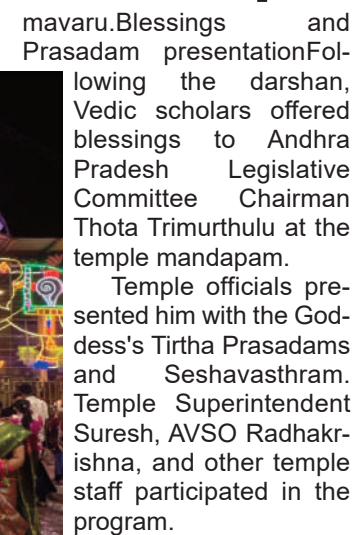 mavaru.Blessings and
Prasadam presentationFol-
lowing the darshan,
Vedic scholars offered
blessings to Andhra
Pradesh Legislative
Committee Chairman
Thota Trimurthulu at the
temple mandapam.
Temple officials pre-
sented him with the God-
dess's Tirtha Prasadams
and Seshavasthram.
Temple Superintendent
Suresh, AVSO Radhakr-
ishna, and other temple
staff participated in the
program.